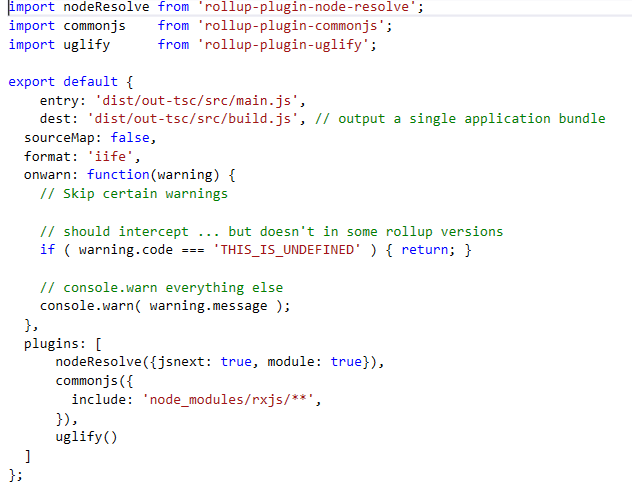 import nodeResolve from 'rollup-plugin-node-resolve';
import commonjs    from 'rollup-plugin-commonjs';
import uglify      from 'rollup-plugin-uglify';

export default {
    entry: 'dist/out-tsc/src/main.js',
    dest: 'dist/out-tsc/src/build.js', // output a single application bundle
  sourceMap: false,
  format: 'iife',
  onwarn: function(warning) {
    // Skip certain warnings

    // should intercept ... but doesn't in some rollup versions
    if ( warning.code === 'THIS_IS_UNDEFINED' ) { return; }

    // console.warn everything else
    console.warn( warning.message );
  },
  plugins: [
      nodeResolve({jsnext: true, module: true}),
      commonjs({
        include: 'node_modules/rxjs/**',
      }),
      uglify()
  ]
};